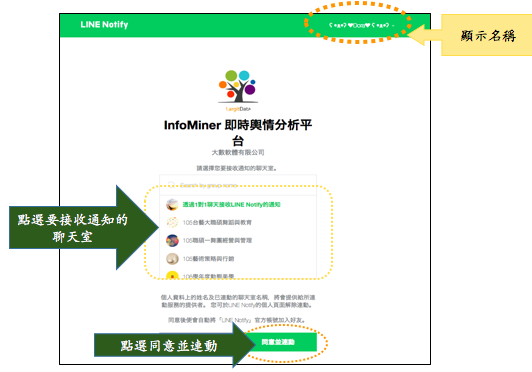 LINE Notify
ʕ •ﻌ•ʔ ♥Dora♥ ʕ •ﻌ•ʔ
顯示名稱
LargitData
InfoMiner 即時輿情分析平
台
大數軟體有限公司
請選擇您要接收通知的聊天室。
Search by group name
透過1對1聊天接收LINE Notify的通知
點選要接收通知的
聊天室
105台藝大職碩舞蹈與教育
105職碩一舞團經營與管理
105藝術策略與行銷
個人資料上的姓名及已連動的聊天室名稱，將會提供給所連
動服務的提供者。 您可於LINE Notify的個人頁面解除連動。
同意後便會自動將「LINE Notify」官方帳號加入好友。
點選同意並連動
同意並連動